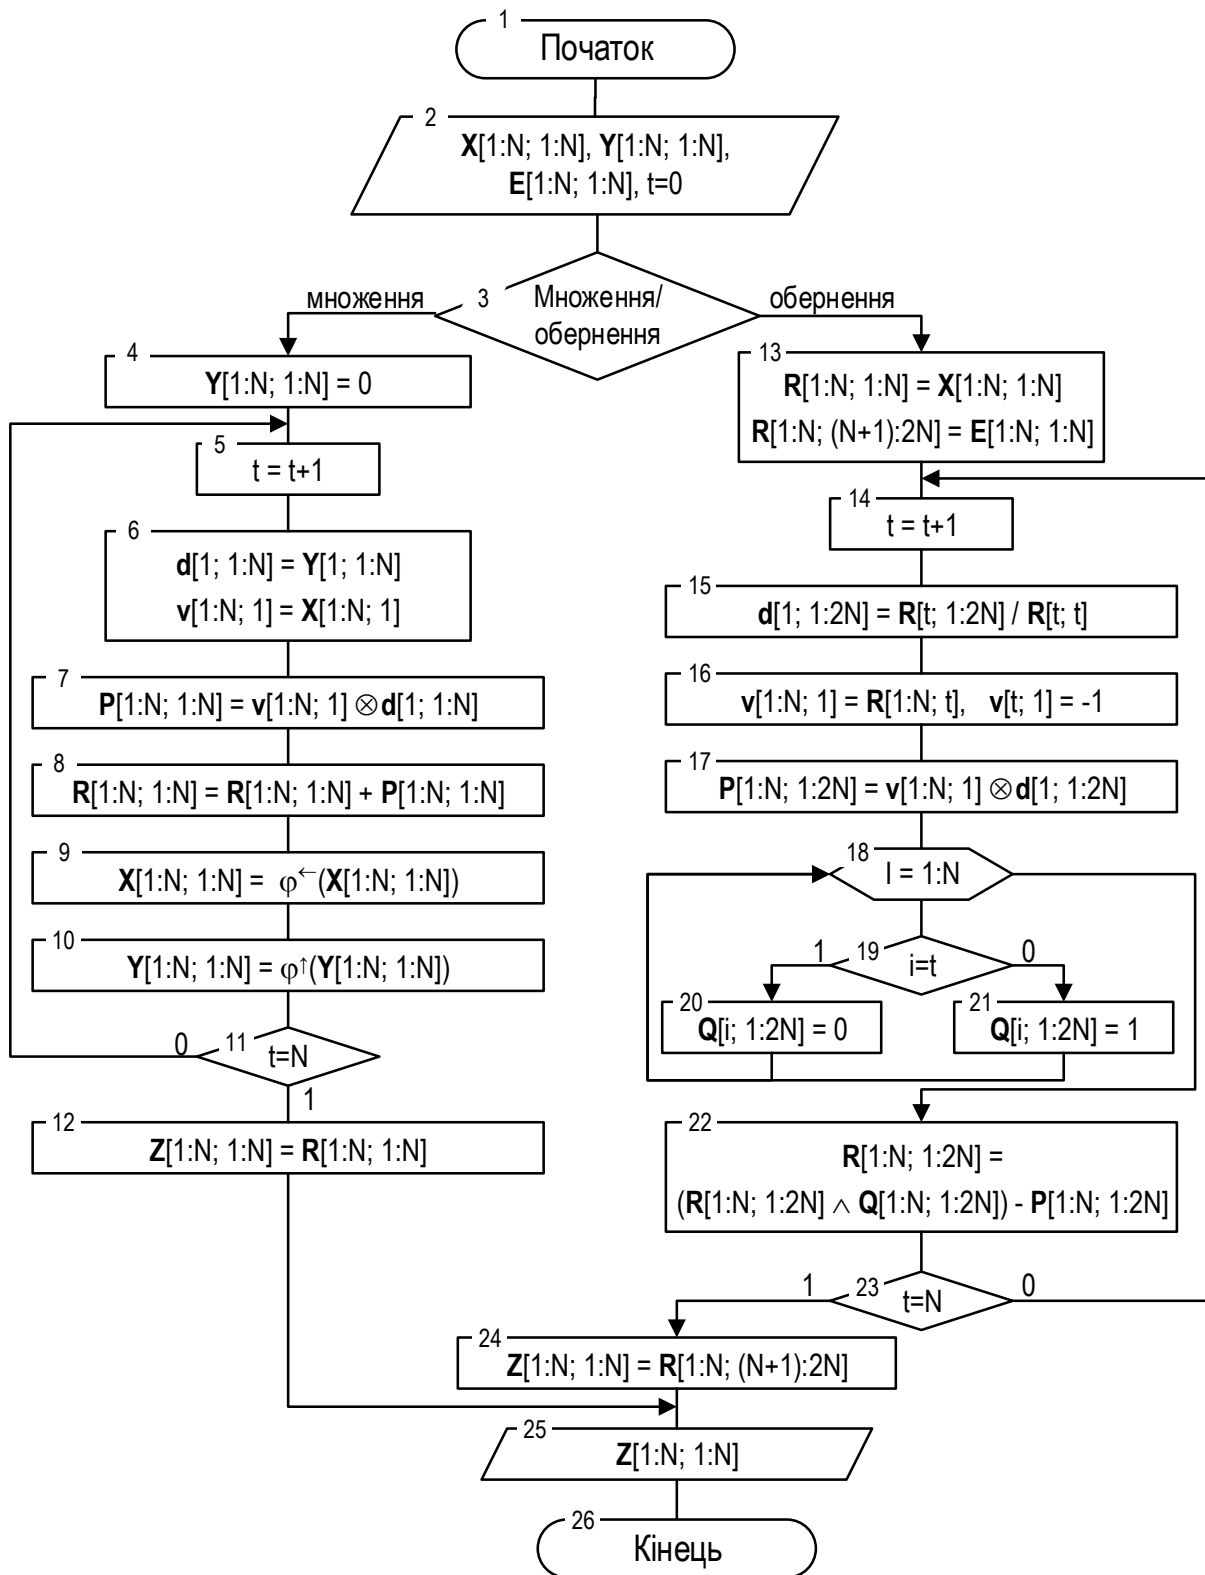 1
Початок
2
X[1:N; 1:N], Y[1:N; 1:N],
E[1:N; 1:N], t=0
3
Множення/
обернення
множення
обернення
4
Y[1:N; 1:N] = 0
5
t = t+1
6
d[1; 1:N] = Y[1; 1:N]
v[1:N; 1] = X[1:N; 1]
7
P[1:N; 1:N] = v[1:N; 1] ⊗ d[1; 1:N]
8
R[1:N; 1:N] = R[1:N; 1:N] + P[1:N; 1:N]
9
X[1:N; 1:N] = φ←(X[1:N; 1:N])
10
Y[1:N; 1:N] = φ↑(Y[1:N; 1:N])
11
t=N
0
1
12
Z[1:N; 1:N] = R[1:N; 1:N]
13
R[1:N; 1:N] = X[1:N; 1:N]
R[1:N; (N+1):2N] = E[1:N; 1:N]
14
t = t+1
15
d[1; 1:2N] = R[t; 1:2N] / R[t; t]
16
v[1:N; 1] = R[1:N; t], v[t; 1] = -1
17
P[1:N; 1:2N] = v[1:N; 1] ⊗ d[1; 1:2N]
18
I = 1:N
19
i=t
1
0
20
Q[i; 1:2N] = 0
21
Q[i; 1:2N] = 1
22
R[1:N; 1:2N] =
(R[1:N; 1:2N] ∧ Q[1:N; 1:2N]) - P[1:N; 1:2N]
23
t=N
1
0
24
Z[1:N; 1:N] = R[1:N; (N+1):2N]
25
Z[1:N; 1:N]
26
Кінець